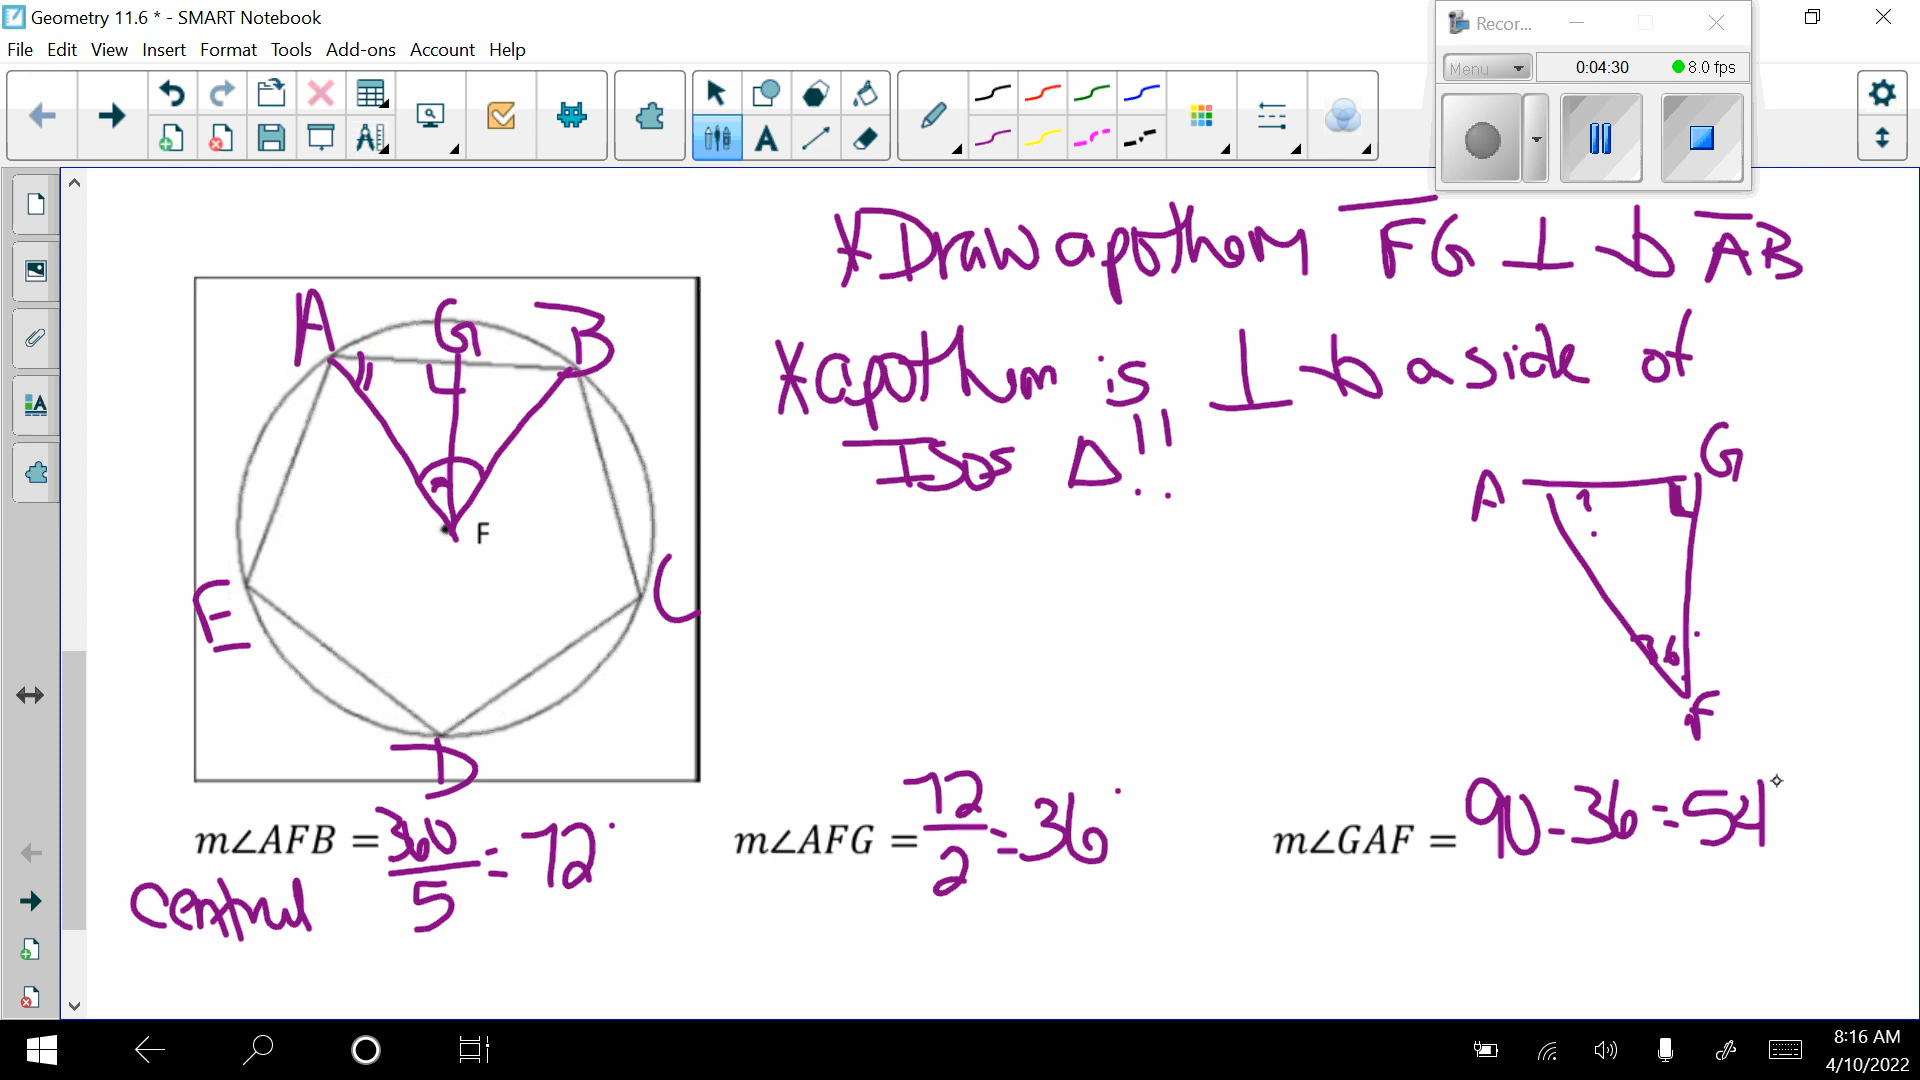 Geometry 11.6 * - SMART Notebook
File Edit View Insert Format Tools Add-ons Account Help
Recor...
Menu 0:04:30 8.0 fps
*Draw apothem FG ⊥ to AB
*apothem is ⊥ to a side of
Isos Δ!!
A G B
F
E C
D
A G
?
36
F
m∠AFB = 360/5 = 72°
central
m∠AFG = 72/2 = 36°
m∠GAF = 90 - 36 = 54
8:16 AM
4/10/2022